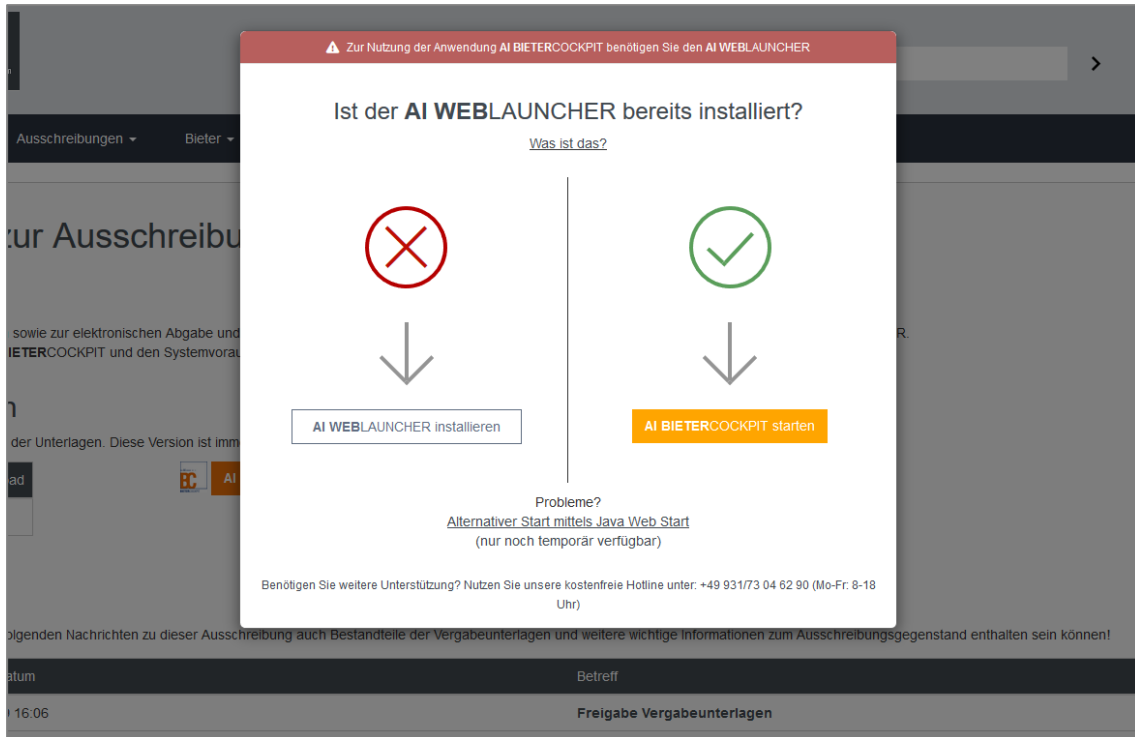 Zur Nutzung der Anwendung AI BIETERCOCKPIT benötigen Sie den AI WEBLAUNCHER
Ist der AI WEBLAUNCHER bereits installiert?
Was ist das?
AI WEBLAUNCHER installieren
AI BIETERCOCKPIT starten
Probleme?
Alternativer Start mittels Java Web Start
(nur noch temporär verfügbar)
Benötigen Sie weitere Unterstützung? Nutzen Sie unsere kostenfreie Hotline unter: +49 931/73 04 62 90 (Mo-Fr: 8-18
Uhr)
n
Ausschreibungen
Bieter
zur Ausschreibu
sowie zur elektronischen Abgabe und
R.
BIETERCOCKPIT und den Systemvorau
n
der Unterlagen. Diese Version ist imm
ad
BC
AI
olgenden Nachrichten zu dieser Ausschreibung auch Bestandteile der Vergabeunterlagen und weitere wichtige Informationen zum Ausschreibungsgegenstand enthalten sein können!
atum
Betreff
16:06
Freigabe Vergabeunterlagen